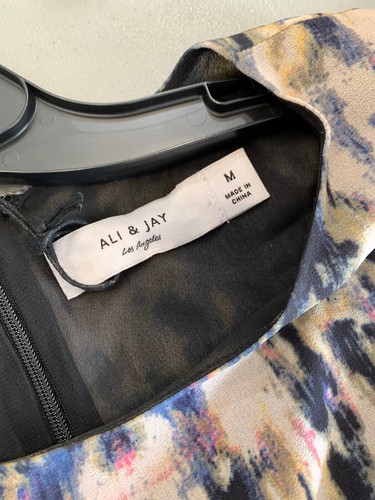 ALI & JAY
Los Angeles
M
MADE IN
CHINA